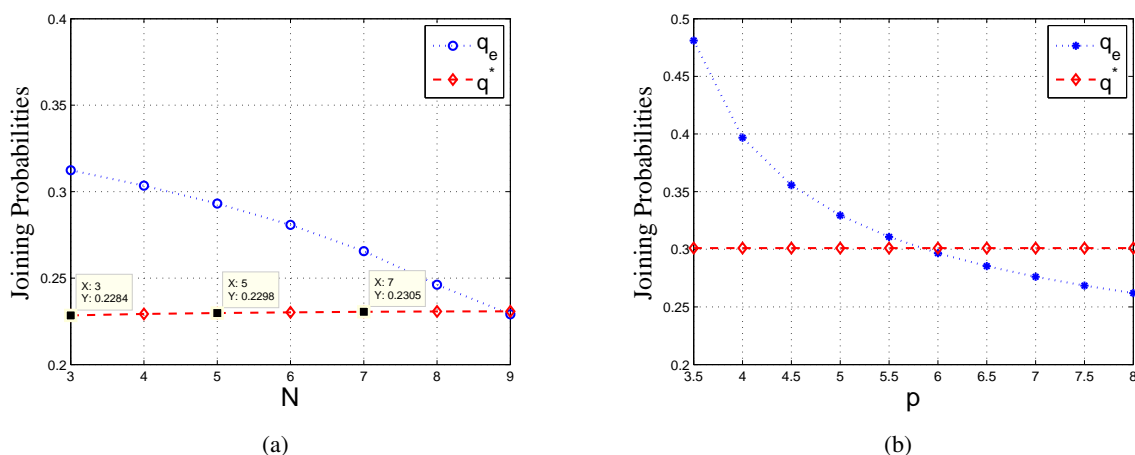 0.4
0.35
0.3
0.25
0.2
3 4 5 6 7 8 9
Joining Probabilities
N
q_e
q^*
X: 3
Y: 0.2284
X: 5
Y: 0.2298
X: 7
Y: 0.2305
(a)
0.5
0.45
0.4
0.35
0.3
0.25
0.2
3.5 4 4.5 5 5.5 6 6.5 7 7.5 8
Joining Probabilities
p
q_e
q^*
(b)